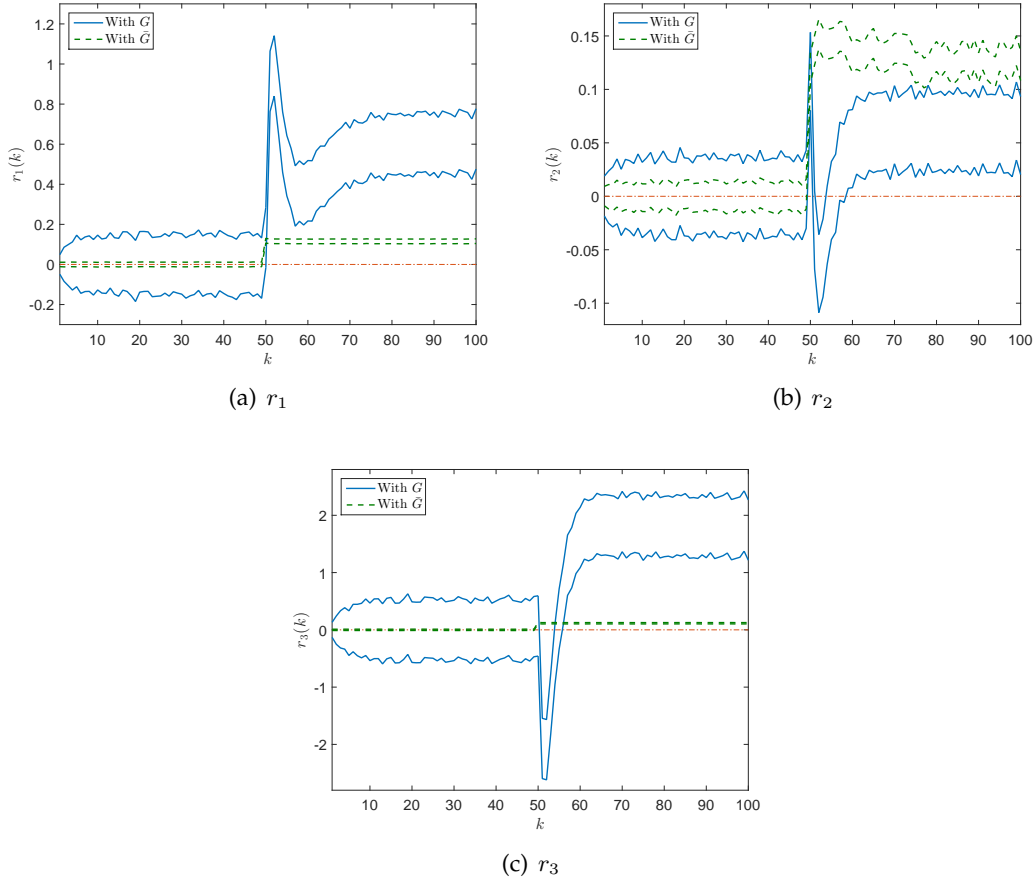 With G
With Ḡ
1.2
1
0.8
0.6
0.4
0.2
0
-0.2
r₁(k)
10 20 30 40 50 60 70 80 90 100
k
(a) r₁
With G
With Ḡ
0.15
0.1
0.05
0
-0.05
-0.1
r₂(k)
10 20 30 40 50 60 70 80 90 100
k
(b) r₂
With G
With Ḡ
2
1
0
-1
-2
r₃(k)
10 20 30 40 50 60 70 80 90 100
k
(c) r₃